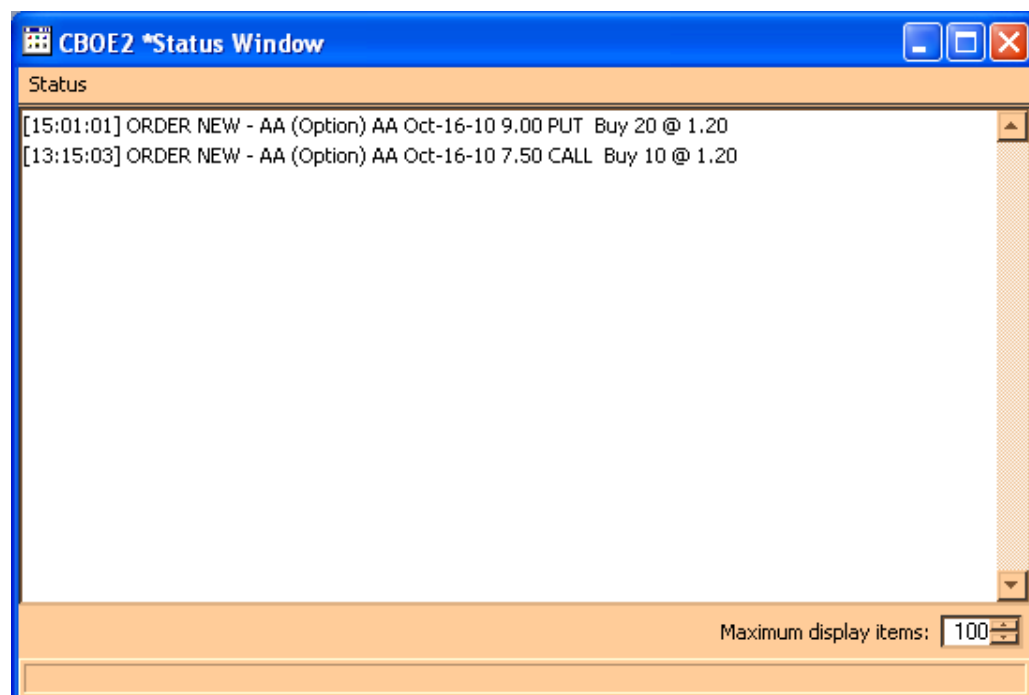 CBOE2 *Status Window
Status
[15:01:01] ORDER NEW - AA (Option) AA Oct-16-10 9.00 PUT  Buy 20 @ 1.20
[13:15:03] ORDER NEW - AA (Option) AA Oct-16-10 7.50 CALL  Buy 10 @ 1.20
Maximum display items: 100